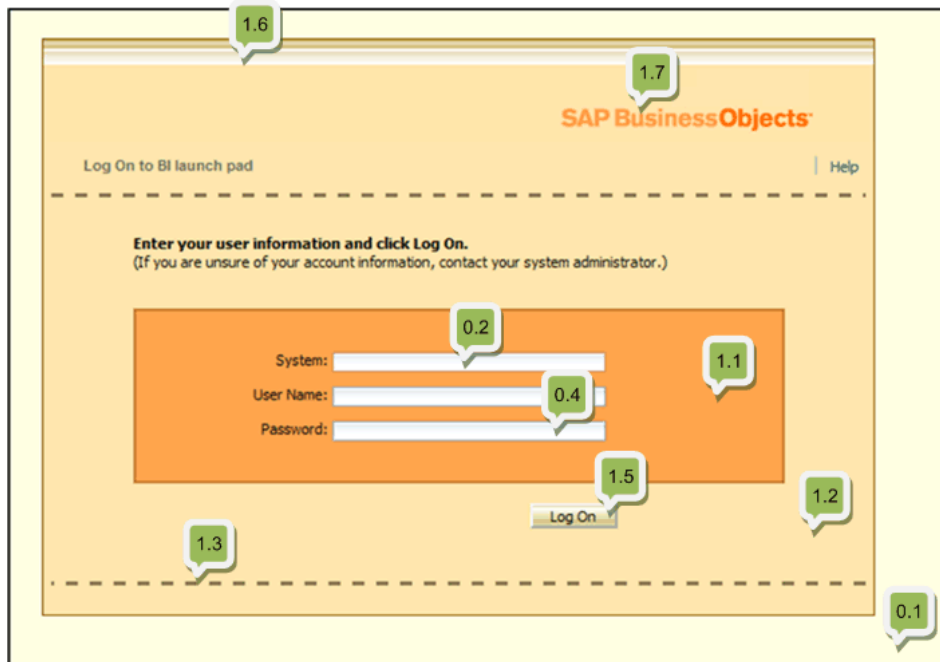 1.6
1.7
SAP BusinessObjects™
Log On to BI launch pad
Help
Enter your user information and click Log On.
(If you are unsure of your account information, contact your system administrator.)
0.2
System:
1.1
User Name:
0.4
Password:
1.5
1.2
Log On
1.3
0.1